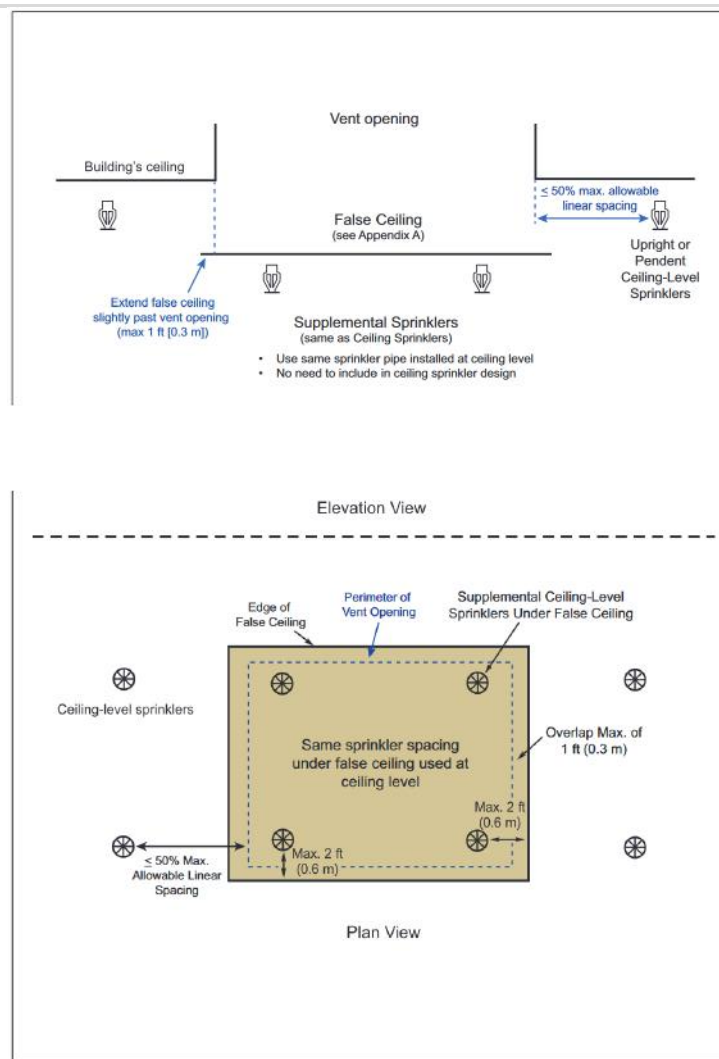 Vent opening
Building's ceiling
≤ 50% max. allowable
linear spacing
False Ceiling
(see Appendix A)
Upright or
Pendent
Ceiling-Level
Sprinklers
Extend false ceiling
slightly past vent opening
(max 1 ft [0.3 m])
Supplemental Sprinklers
(same as Ceiling Sprinklers)
• Use same sprinkler pipe installed at ceiling level
• No need to include in ceiling sprinkler design
Elevation View
Edge of
False Ceiling
Perimeter of
Vent Opening
Supplemental Ceiling-Level
Sprinklers Under False Ceiling
Ceiling-level sprinklers
Same sprinkler spacing
under false ceiling used at
ceiling level
Overlap Max. of
1 ft (0.3 m)
Max. 2 ft
(0.6 m)
≤ 50% Max.
Allowable Linear
Spacing
Max. 2 ft
(0.6 m)
Plan View